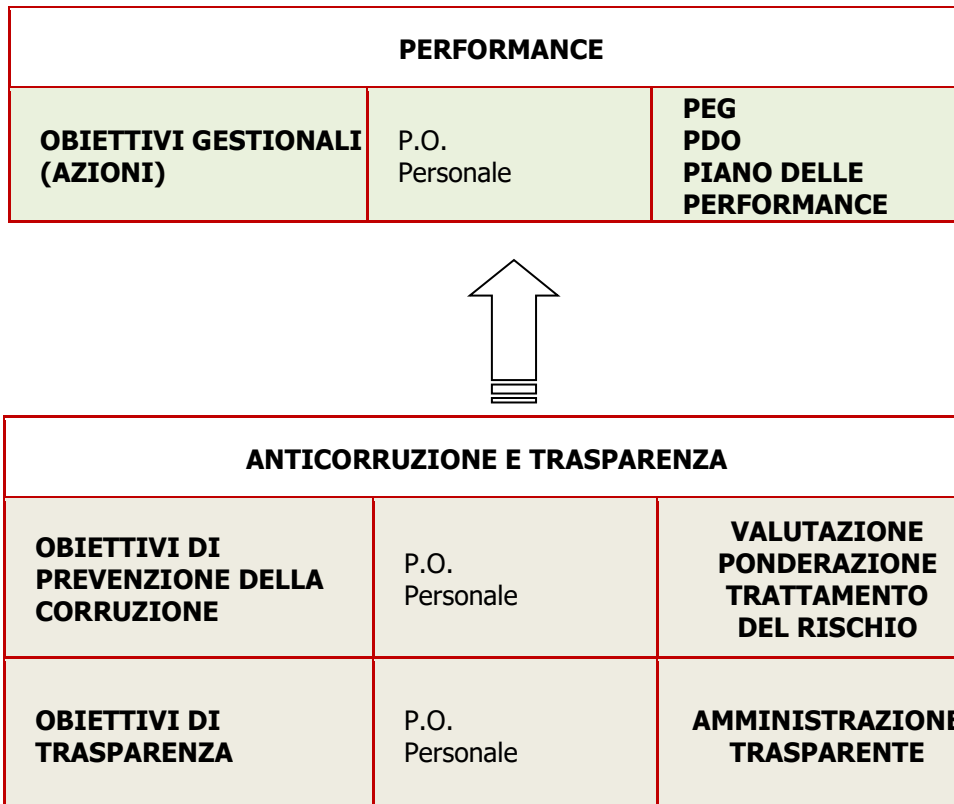 PERFORMANCE
OBIETTIVI GESTIONALI
(AZIONI)
P.O.
Personale
PEG
PDO
PIANO DELLE
PERFORMANCE
ANTICORRUZIONE E TRASPARENZA
OBIETTIVI DI
PREVENZIONE DELLA
CORRUZIONE
P.O.
Personale
VALUTAZIONE
PONDERAZIONE
TRATTAMENTO
DEL RISCHIO
OBIETTIVI DI
TRASPARENZA
P.O.
Personale
AMMINISTRAZIONE
TRASPARENTE